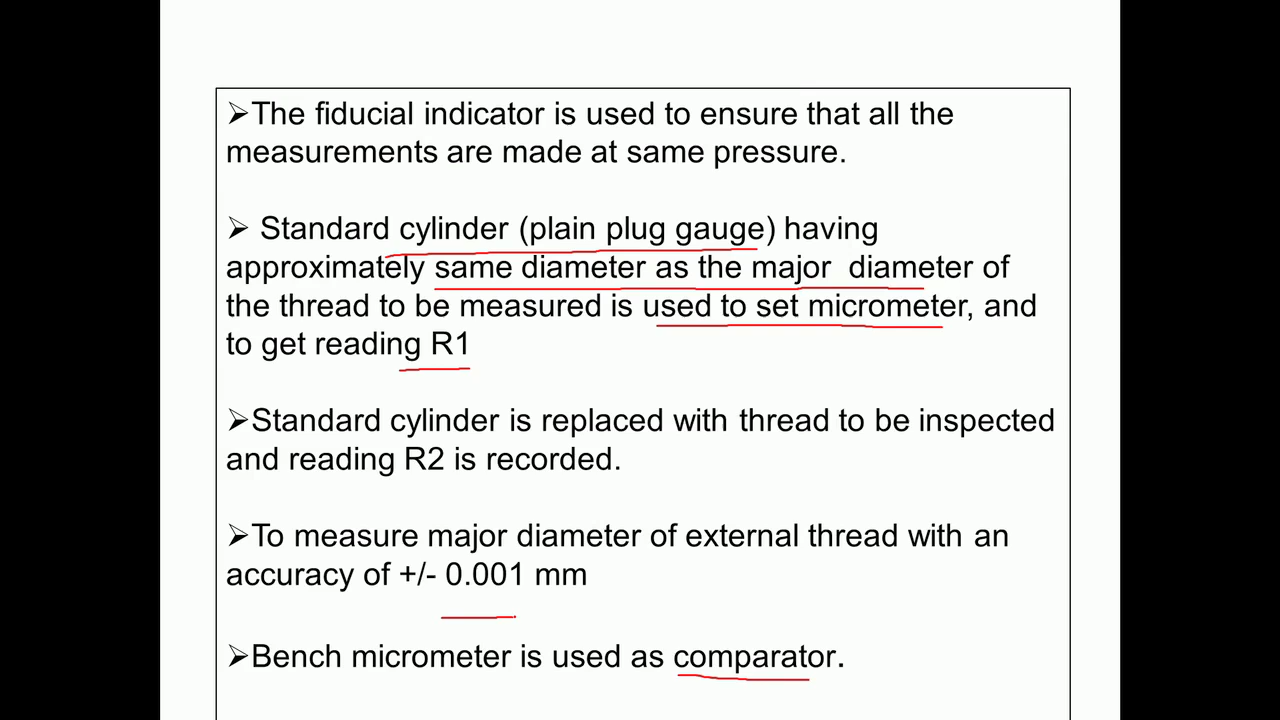 ➢The fiducial indicator is used to ensure that all the
measurements are made at same pressure.
➢ Standard cylinder (plain plug gauge) having
approximately same diameter as the major diameter of
the thread to be measured is used to set micrometer, and
to get reading R1
➢Standard cylinder is replaced with thread to be inspected
and reading R2 is recorded.
➢To measure major diameter of external thread with an
accuracy of +/- 0.001 mm
➢Bench micrometer is used as comparator.